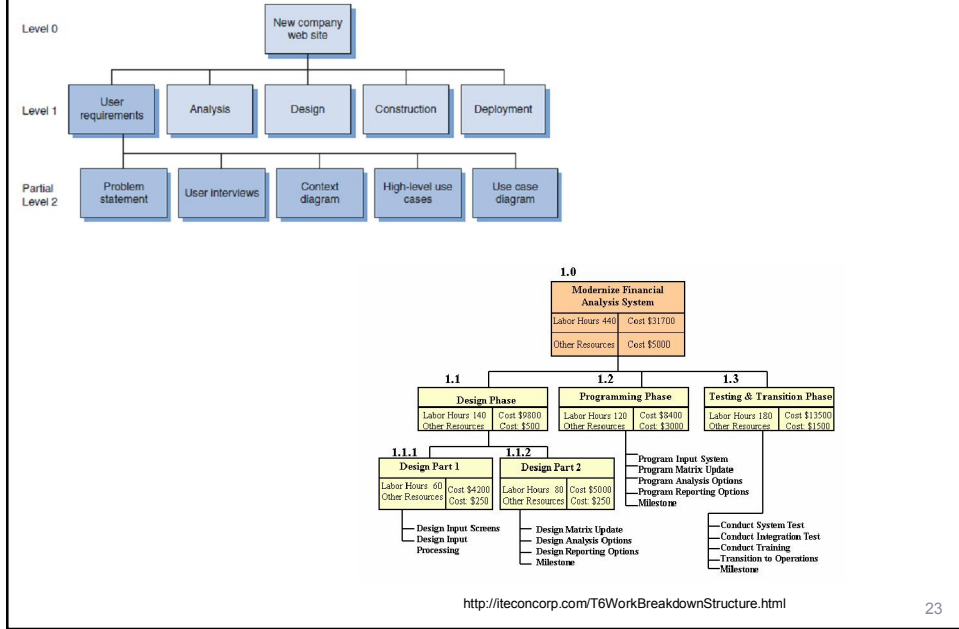 Level 0
New company
web site
Level 1
User
requirements
Analysis
Design
Construction
Deployment
Partial
Level 2
Problem
statement
User interviews
Context
diagram
High-level use
cases
Use case
diagram
1.0
Modernize Financial
Analysis System
Labor Hours 440 Cost $31700
Other Resources Cost $5000
1.1
Design Phase
Labor Hours 140 Cost $9800
Other Resources Cost: $500
1.2
Programming Phase
Labor Hours 120 Cost $8400
Other Resources Cost: $3000
1.3
Testing & Transition Phase
Labor Hours 180 Cost $13500
Other Resources Cost: $1500
1.1.1
Design Part 1
Labor Hours 60 Cost $4200
Other Resources Cost: $250
1.1.2
Design Part 2
Labor Hours 80 Cost $5000
Other Resources Cost: $250
Design Input Screens
Design Input
Processing
Design Matrix Update
Design Analysis Options
Design Reporting Options
Milestone
Program Input System
Program Matrix Update
Program Analysis Options
Program Reporting Options
Milestone
Conduct System Test
Conduct Integration Test
Conduct Training
Transition to Operations
Milestone
http://iteconcorp.com/T6WorkBreakdownStructure.html
23